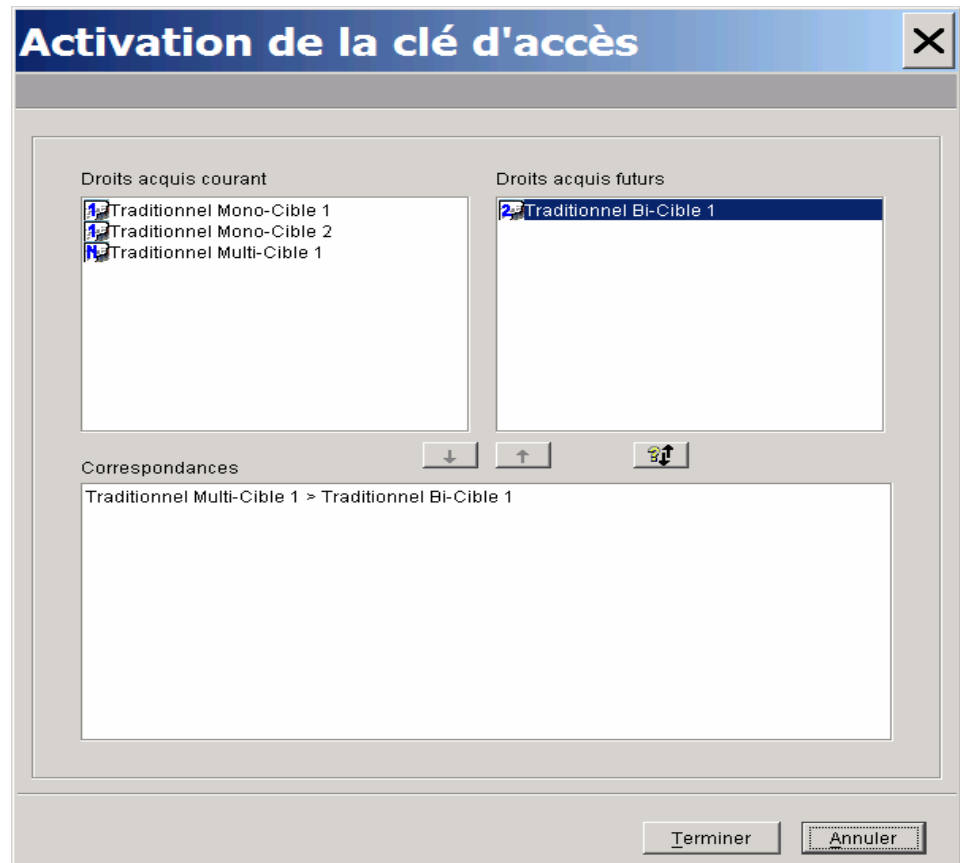 Activation de la clé d'accès
Droits acquis courant
Traditionnel Mono-Cible 1
Traditionnel Mono-Cible 2
Traditionnel Multi-Cible 1
Droits acquis futurs
Traditionnel Bi-Cible 1
Correspondances
Traditionnel Multi-Cible 1 > Traditionnel Bi-Cible 1
Terminer
Annuler